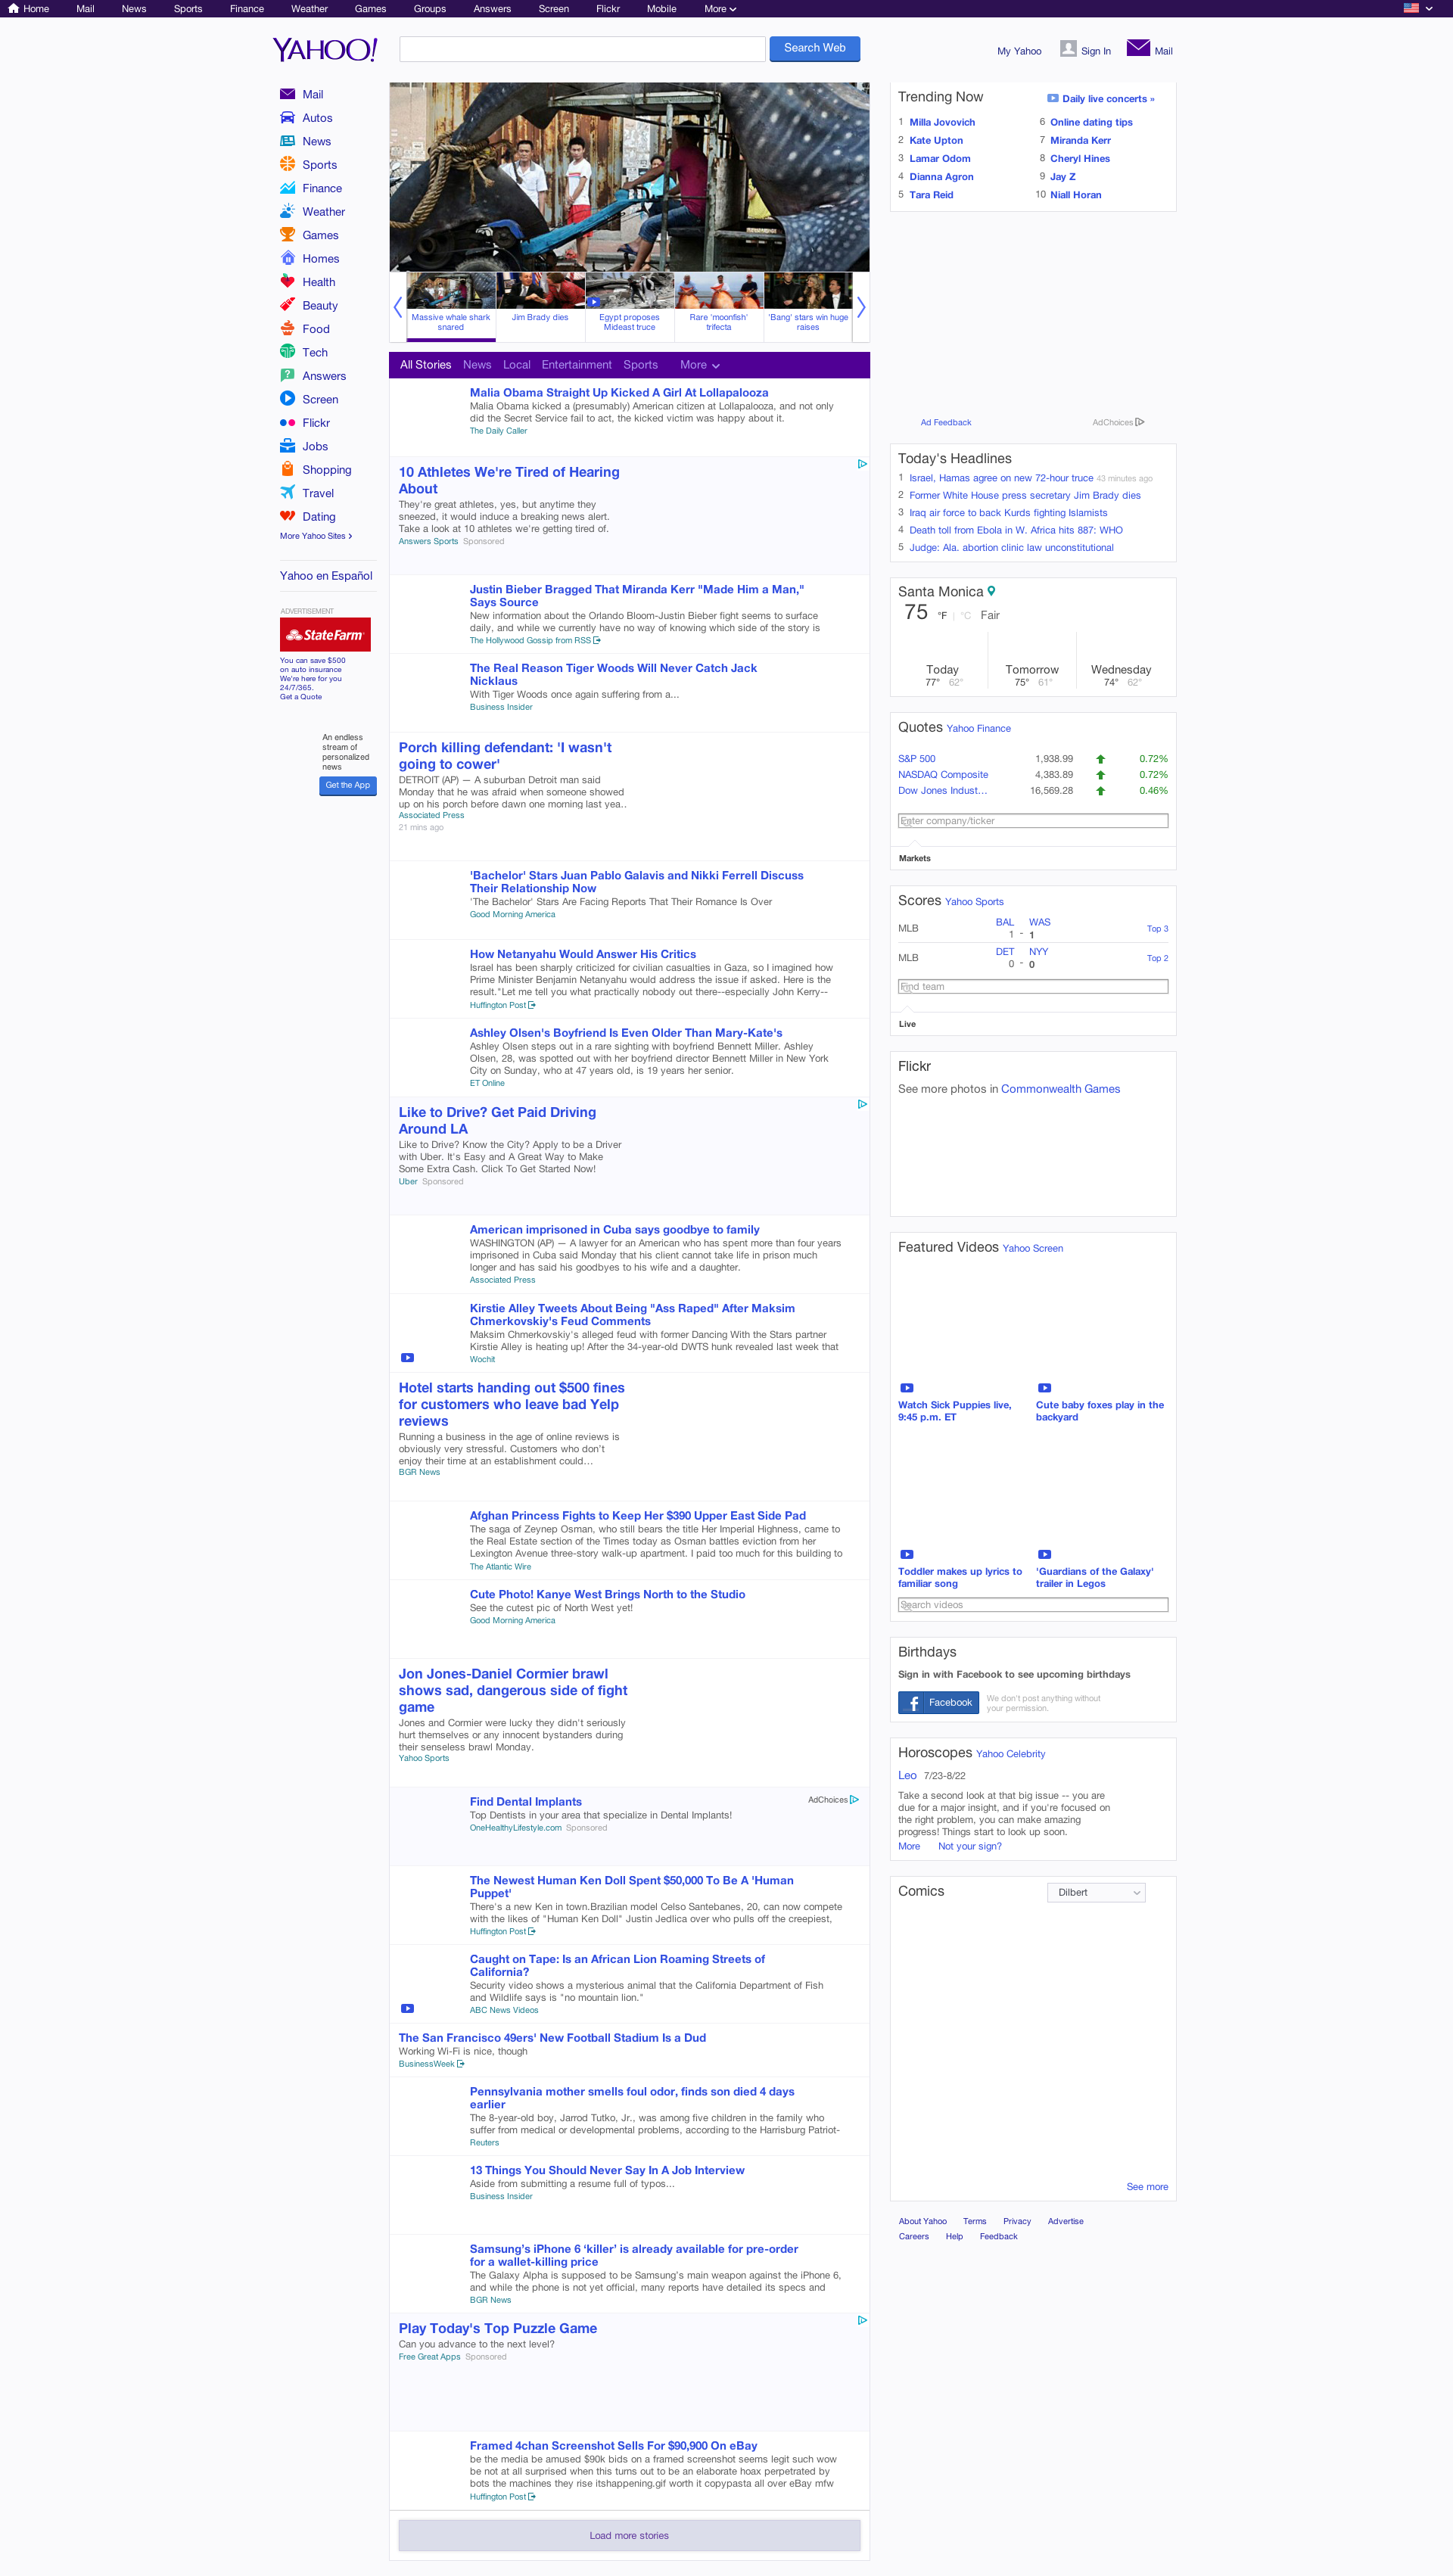 Home Mail News Sports Finance Weather Games Groups Answers Screen Flickr Mobile More
YAHOO!
Search Web
My Yahoo Sign In Mail
Mail
Autos
News
Sports
Finance
Weather
Games
Homes
Health
Beauty
Food
Tech
Answers
Screen
Flickr
Jobs
Shopping
Travel
Dating
More Yahoo Sites
Yahoo en Español
ADVERTISEMENT
StateFarm
You can save $500
on auto insurance
We're here for you
24/7/365.
Get a Quote
An endless
stream of
personalized
news
Get the App
Massive whale shark
snared
Jim Brady dies
Egypt proposes
Mideast truce
Rare 'moonfish'
trifecta
'Bang' stars win huge
raises
All Stories News Local Entertainment Sports More
Malia Obama Straight Up Kicked A Girl At Lollapalooza
Malia Obama kicked a (presumably) American citizen at Lollapalooza, and not only
did the Secret Service fail to act, the kicked victim was happy about it.
The Daily Caller
10 Athletes We're Tired of Hearing
About
They're great athletes, yes, but anytime they
sneezed, it would induce a breaking news alert.
Take a look at 10 athletes we're getting tired of.
Answers Sports Sponsored
Justin Bieber Bragged That Miranda Kerr "Made Him a Man,"
Says Source
New information about the Orlando Bloom-Justin Bieber fight seems to surface
daily, and while we currently have no way of knowing which side of the story is
The Hollywood Gossip from RSS
The Real Reason Tiger Woods Will Never Catch Jack
Nicklaus
With Tiger Woods once again suffering from a...
Business Insider
Porch killing defendant: 'I wasn't
going to cower'
DETROIT (AP) — A suburban Detroit man said
Monday that he was afraid when someone showed
up on his porch before dawn one morning last yea..
Associated Press
21 mins ago
'Bachelor' Stars Juan Pablo Galavis and Nikki Ferrell Discuss
Their Relationship Now
'The Bachelor' Stars Are Facing Reports That Their Romance Is Over
Good Morning America
How Netanyahu Would Answer His Critics
Israel has been sharply criticized for civilian casualties in Gaza, so I imagined how
Prime Minister Benjamin Netanyahu would address the issue if asked. Here is the
result."Let me tell you what practically nobody out there--especially John Kerry--
Huffington Post
Ashley Olsen's Boyfriend Is Even Older Than Mary-Kate's
Ashley Olsen steps out in a rare sighting with boyfriend Bennett Miller. Ashley
Olsen, 28, was spotted out with her boyfriend director Bennett Miller in New York
City on Sunday, who at 47 years old, is 19 years her senior.
ET Online
Like to Drive? Get Paid Driving
Around LA
Like to Drive? Know the City? Apply to be a Driver
with Uber. It's Easy and A Great Way to Make
Some Extra Cash. Click To Get Started Now!
Uber Sponsored
American imprisoned in Cuba says goodbye to family
WASHINGTON (AP) — A lawyer for an American who has spent more than four years
imprisoned in Cuba said Monday that his client cannot take life in prison much
longer and has said his goodbyes to his wife and a daughter.
Associated Press
Kirstie Alley Tweets About Being "Ass Raped" After Maksim
Chmerkovskiy's Feud Comments
Maksim Chmerkovskiy's alleged feud with former Dancing With the Stars partner
Kirstie Alley is heating up! After the 34-year-old DWTS hunk revealed last week that
Wochit
Hotel starts handing out $500 fines
for customers who leave bad Yelp
reviews
Running a business in the age of online reviews is
obviously very stressful. Customers who don't
enjoy their time at an establishment could…
BGR News
Afghan Princess Fights to Keep Her $390 Upper East Side Pad
The saga of Zeynep Osman, who still bears the title Her Imperial Highness, came to
the Real Estate section of the Times today as Osman battles eviction from her
Lexington Avenue three-story walk-up apartment. I paid too much for this building to
The Atlantic Wire
Cute Photo! Kanye West Brings North to the Studio
See the cutest pic of North West yet!
Good Morning America
Jon Jones-Daniel Cormier brawl
shows sad, dangerous side of fight
game
Jones and Cormier were lucky they didn't seriously
hurt themselves or any innocent bystanders during
their senseless brawl Monday.
Yahoo Sports
Find Dental Implants AdChoices
Top Dentists in your area that specialize in Dental Implants!
OneHealthyLifestyle.com Sponsored
The Newest Human Ken Doll Spent $50,000 To Be A 'Human
Puppet'
There's a new Ken in town.Brazilian model Celso Santebanes, 20, can now compete
with the likes of "Human Ken Doll" Justin Jedlica over who pulls off the creepiest,
Huffington Post
Caught on Tape: Is an African Lion Roaming Streets of
California?
Security video shows a mysterious animal that the California Department of Fish
and Wildlife says is "no mountain lion."
ABC News Videos
The San Francisco 49ers' New Football Stadium Is a Dud
Working Wi-Fi is nice, though
BusinessWeek
Pennsylvania mother smells foul odor, finds son died 4 days
earlier
The 8-year-old boy, Jarrod Tutko, Jr., was among five children in the family who
suffer from medical or developmental problems, according to the Harrisburg Patriot-
Reuters
13 Things You Should Never Say In A Job Interview
Aside from submitting a resume full of typos...
Business Insider
Samsung's iPhone 6 ‘killer’ is already available for pre-order
for a wallet-killing price
The Galaxy Alpha is supposed to be Samsung's main weapon against the iPhone 6,
and while the phone is not yet official, many reports have detailed its specs and
BGR News
Play Today's Top Puzzle Game
Can you advance to the next level?
Free Great Apps Sponsored
Framed 4chan Screenshot Sells For $90,900 On eBay
be the media be amused $90k bids on a framed screenshot seems legit such wow
be not at all surprised when this turns out to be an elaborate hoax perpetrated by
bots the machines they rise itshappening.gif worth it copypasta all over eBay mfw
Huffington Post
Load more stories
Trending Now Daily live concerts »
1 Milla Jovovich
2 Kate Upton
3 Lamar Odom
4 Dianna Agron
5 Tara Reid
6 Online dating tips
7 Miranda Kerr
8 Cheryl Hines
9 Jay Z
10 Niall Horan
Ad Feedback AdChoices
Today's Headlines
1 Israel, Hamas agree on new 72-hour truce 43 minutes ago
2 Former White House press secretary Jim Brady dies
3 Iraq air force to back Kurds fighting Islamists
4 Death toll from Ebola in W. Africa hits 887: WHO
5 Judge: Ala. abortion clinic law unconstitutional
Santa Monica
75 °F | °C Fair
Today Tomorrow Wednesday
77° 62° 75° 61° 74° 62°
Quotes Yahoo Finance
S&P 500 1,938.99 0.72%
NASDAQ Composite 4,383.89 0.72%
Dow Jones Indust… 16,569.28 0.46%
Enter company/ticker
Markets
Scores Yahoo Sports
MLB BAL WAS Top 3
1 - 1
MLB DET NYY Top 2
0 - 0
Find team
Live
Flickr
See more photos in Commonwealth Games
Featured Videos Yahoo Screen
Watch Sick Puppies live,
9:45 p.m. ET
Cute baby foxes play in the
backyard
Toddler makes up lyrics to
familiar song
'Guardians of the Galaxy'
trailer in Legos
Search videos
Birthdays
Sign in with Facebook to see upcoming birthdays
f Facebook
We don't post anything without
your permission.
Horoscopes Yahoo Celebrity
Leo 7/23-8/22
Take a second look at that big issue -- you are
due for a major insight, and if you're focused on
the right problem, you can make amazing
progress! Things start to look up soon.
More Not your sign?
Comics Dilbert
See more
About Yahoo Terms Privacy Advertise
Careers Help Feedback